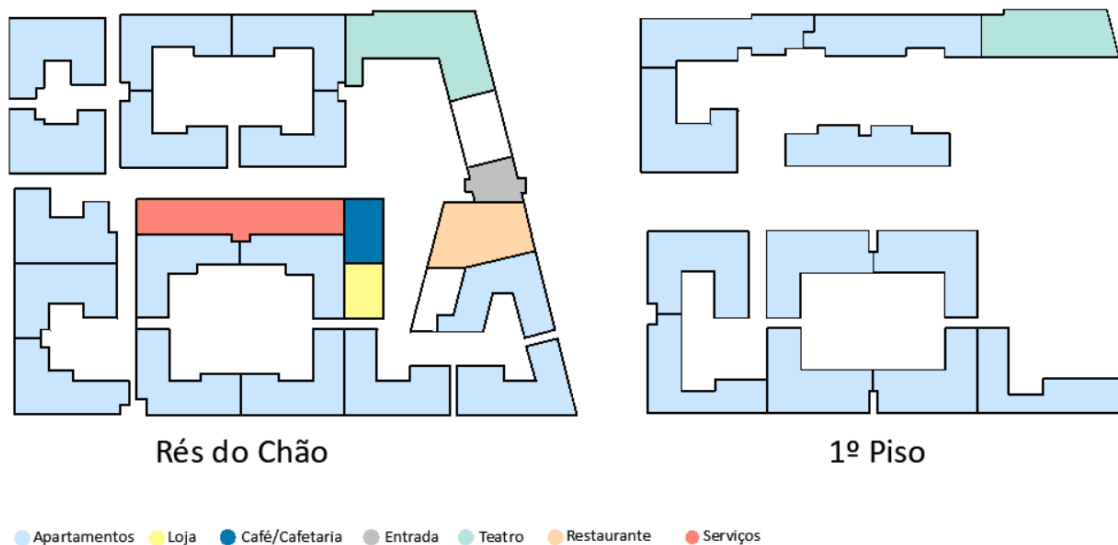 Rés do Chão
1º Piso
Apartamentos Loja Café/Cafetaria Entrada Teatro Restaurante Serviços